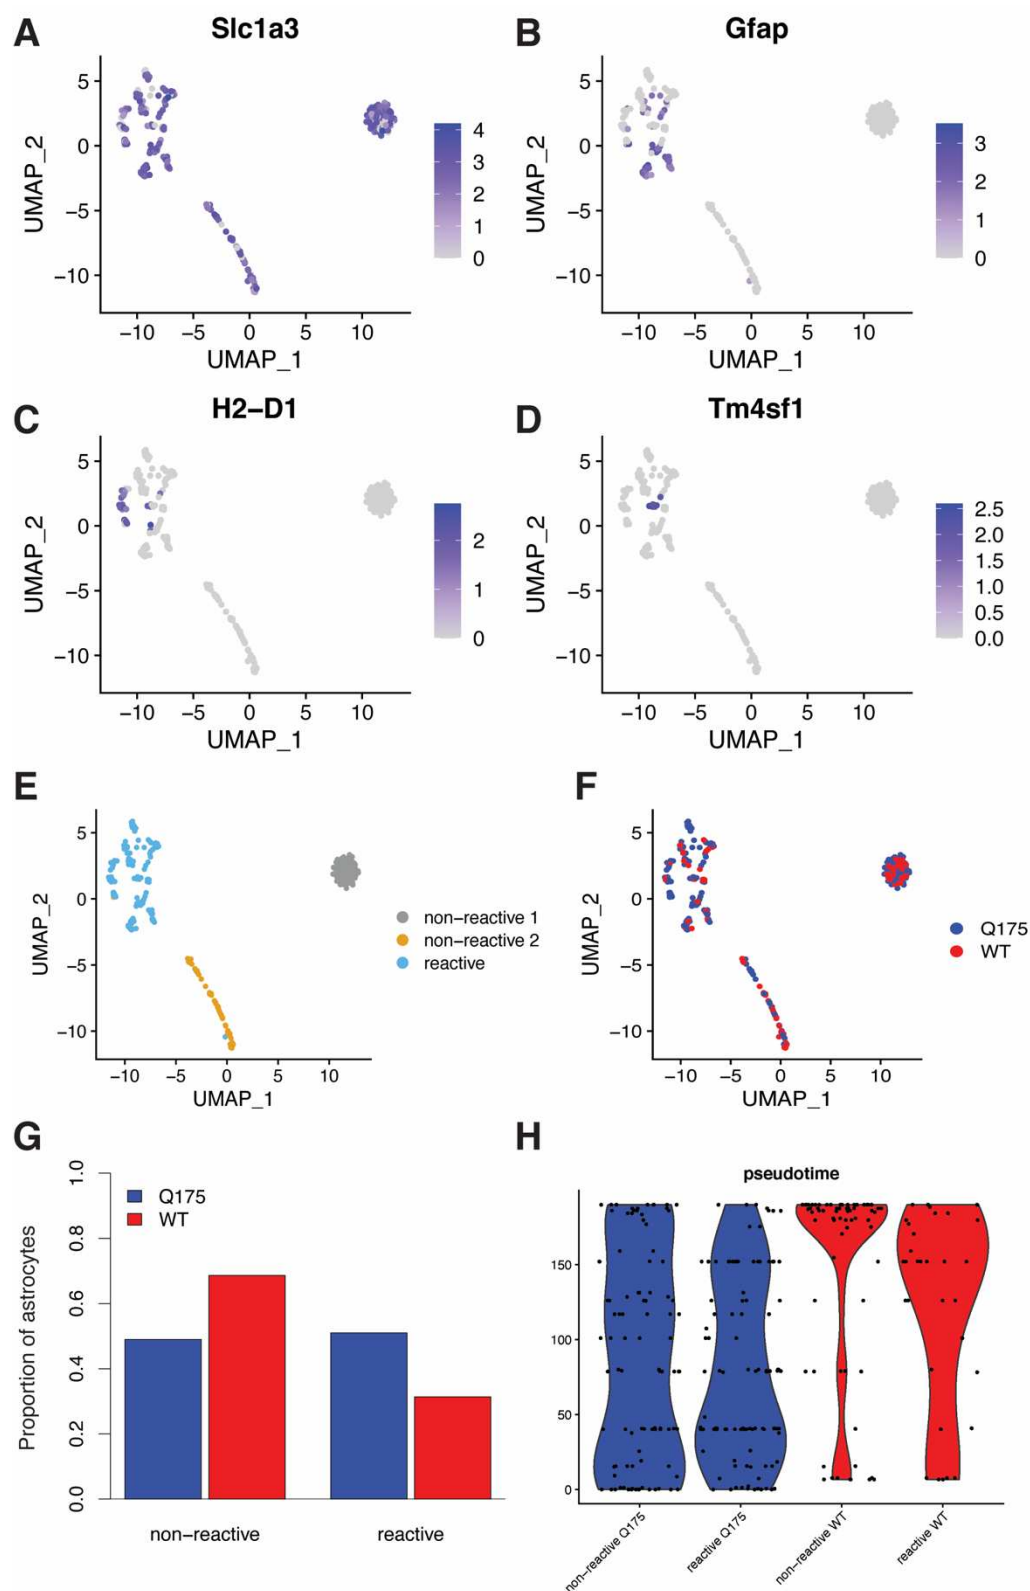 A
Slc1a3
UMAP_2
5
0
−5
−10
−10 −5 0 5 10
UMAP_1
4
3
2
1
0
B
Gfap
UMAP_2
5
0
−5
−10
−10 −5 0 5 10
UMAP_1
3
2
1
0
C
H2−D1
UMAP_2
5
0
−5
−10
−10 −5 0 5 10
UMAP_1
2
1
0
D
Tm4sf1
UMAP_2
5
0
−5
−10
−10 −5 0 5 10
UMAP_1
2.5
2.0
1.5
1.0
0.5
0.0
E
UMAP_2
5
0
−5
−10
−10 −5 0 5 10
UMAP_1
non−reactive 1
non−reactive 2
reactive
F
UMAP_2
5
0
−5
−10
−10 −5 0 5 10
UMAP_1
Q175
WT
G
Proportion of astrocytes
1.0
0.8
0.6
0.4
0.2
0.0
Q175
WT
non−reactive reactive
H
pseudotime
150
100
50
0
non−reactive Q175
reactive Q175
non−reactive WT
reactive WT